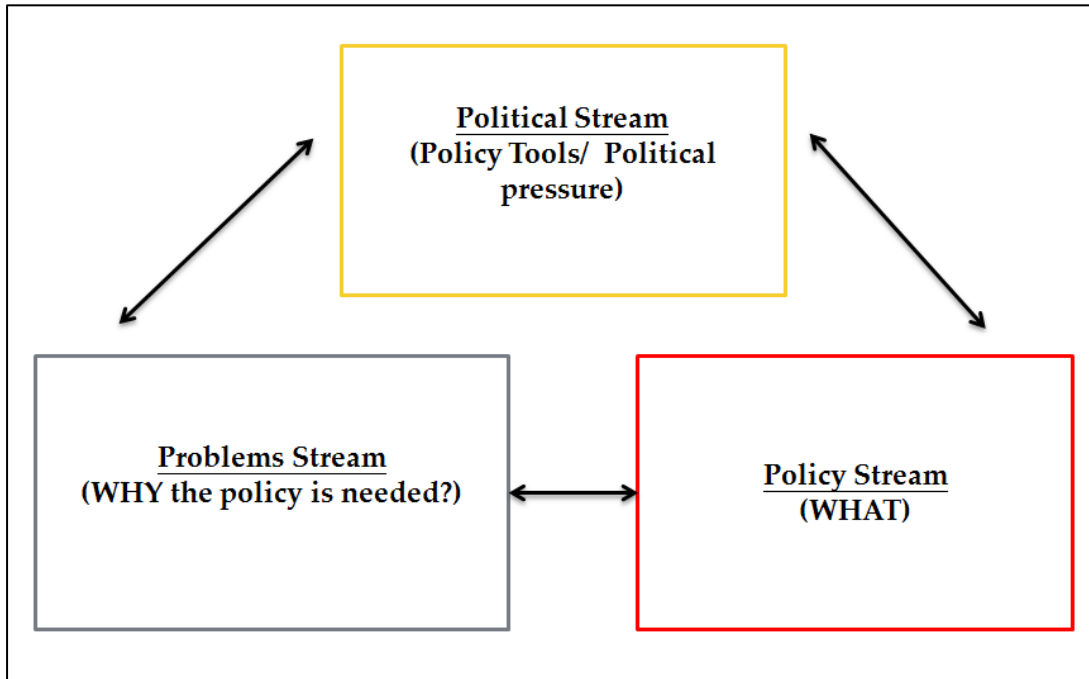 Political Stream
(Policy Tools/ Political
pressure)
Problems Stream
(WHY the policy is needed?)
Policy Stream
(WHAT)